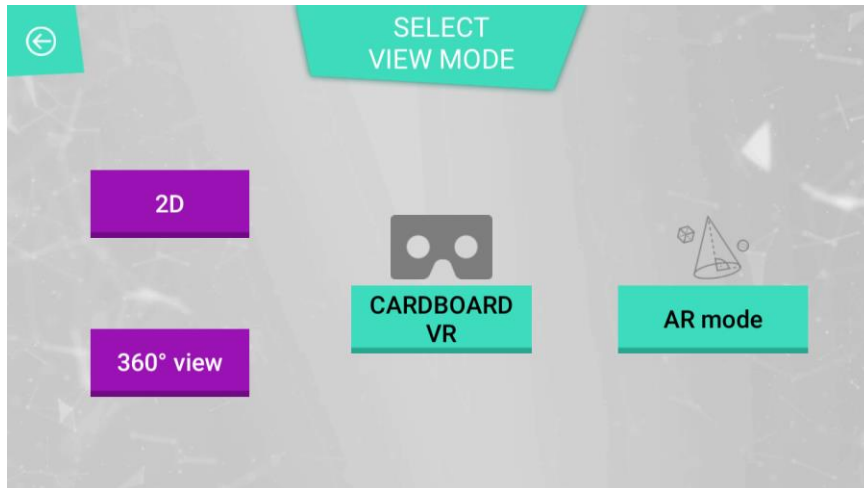 SELECT
VIEW MODE
2D
360° view
CARDBOARD
VR
AR mode